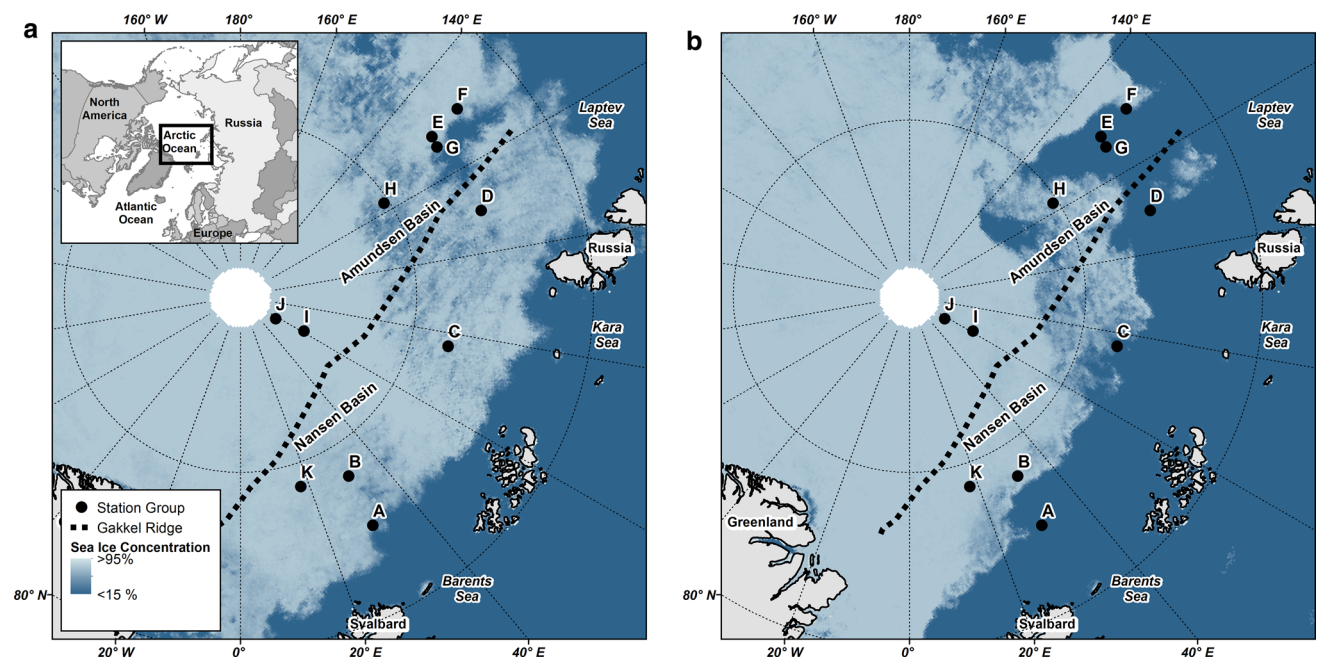 a
160° W
180°
160° E
140° E
North
America
Russia
Arctic
Ocean
Atlantic
Ocean
Europe
F
E
G
H
D
Laptev
Sea
Amundsen Basin
Russia
J
I
C
Kara
Sea
Nansen Basin
K
B
A
Station Group
Gakkel Ridge
Sea Ice Concentration
>95%
<15 %
80° N
Barents
Sea
Svalbard
20° W
0°
20° E
40° E
b
160° W
180°
160° E
140° E
F
E
G
H
D
Laptev
Sea
Amundsen Basin
Russia
J
I
C
Kara
Sea
Nansen Basin
K
B
A
Greenland
80° N
Barents
Sea
Svalbard
20° W
0°
20° E
40° E